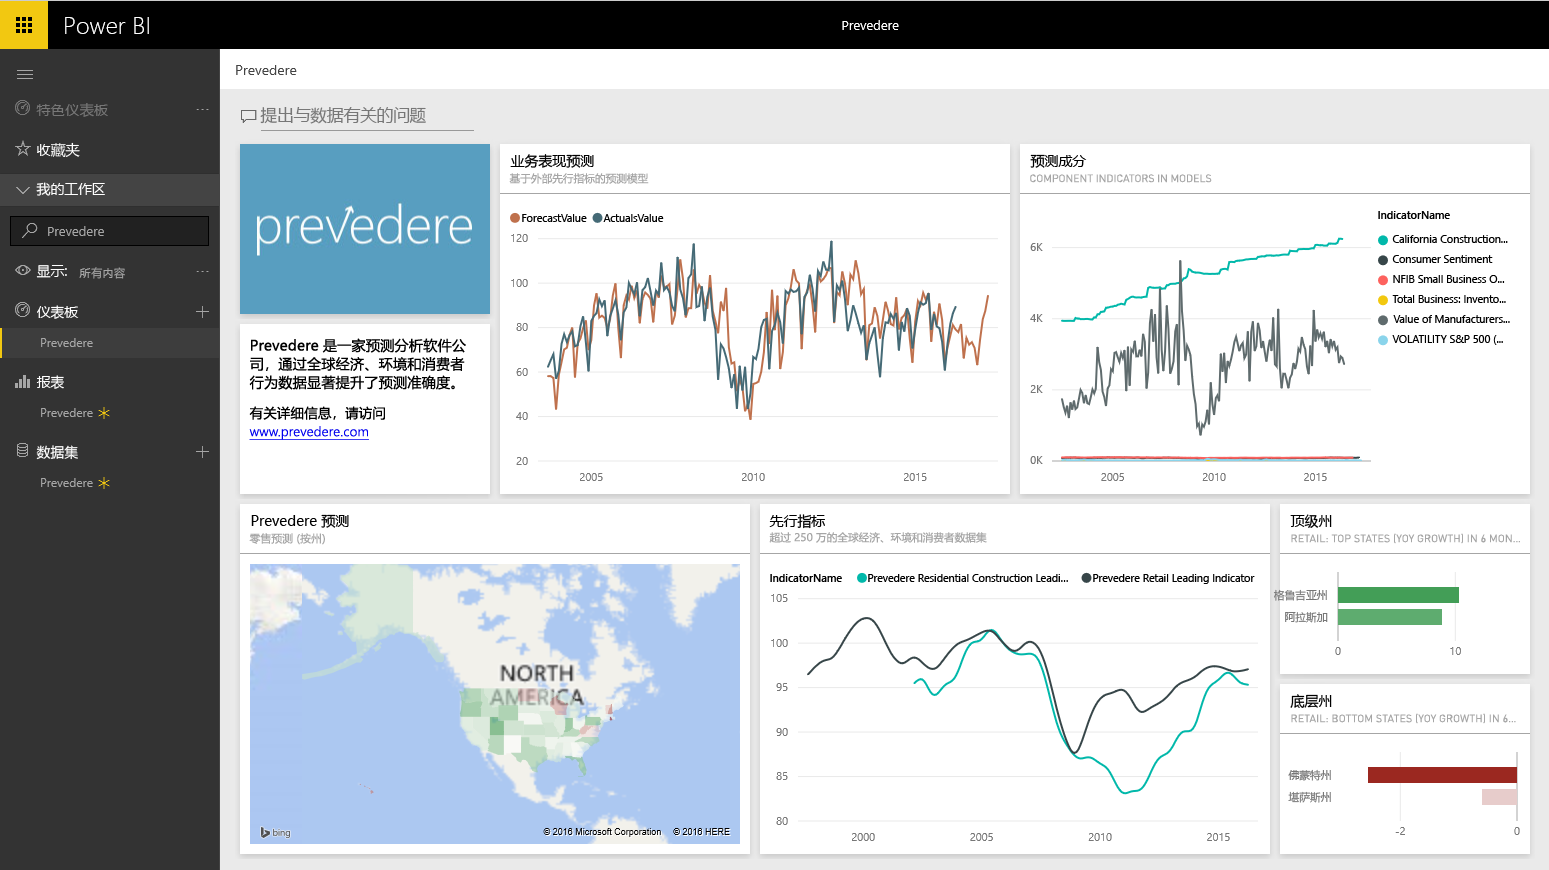 Power BI
Prevedere
Prevedere
特色仪表板
收藏夹
我的工作区
Prevedere
显示: 所有内容
仪表板
Prevedere
报表
Prevedere
数据集
Prevedere
提出与数据有关的问题
prevedere
Prevedere 是一家预测分析软件公
司，通过全球经济、环境和消费者
行为数据显著提升了预测准确度。
有关详细信息，请访问
www.prevedere.com
业务表现预测
基于外部先行指标的预测模型
ForecastValue ActualsValue
120
100
80
60
40
20
2005 2010 2015
预测成分
COMPONENT INDICATORS IN MODELS
IndicatorName
California Construction...
Consumer Sentiment
NFIB Small Business O...
Total Business: Invento...
Value of Manufacturers...
VOLATILITY S&P 500 (...
6K
4K
2K
0K
2005 2010 2015
Prevedere 预测
零售预测 (按州)
NORTH
AMERICA
bing
© 2016 Microsoft Corporation © 2016 HERE
先行指标
超过 250 万的全球经济、环境和消费者数据集
IndicatorName Prevedere Residential Construction Leadi... Prevedere Retail Leading Indicator
105
100
95
90
85
80
2000 2005 2010 2015
顶级州
RETAIL: TOP STATES (YOY GROWTH) IN 6 MON...
格鲁吉亚州
阿拉斯加
0 10
底层州
RETAIL: BOTTOM STATES (YOY GROWTH) IN 6...
佛蒙特州
堪萨斯州
-2 0